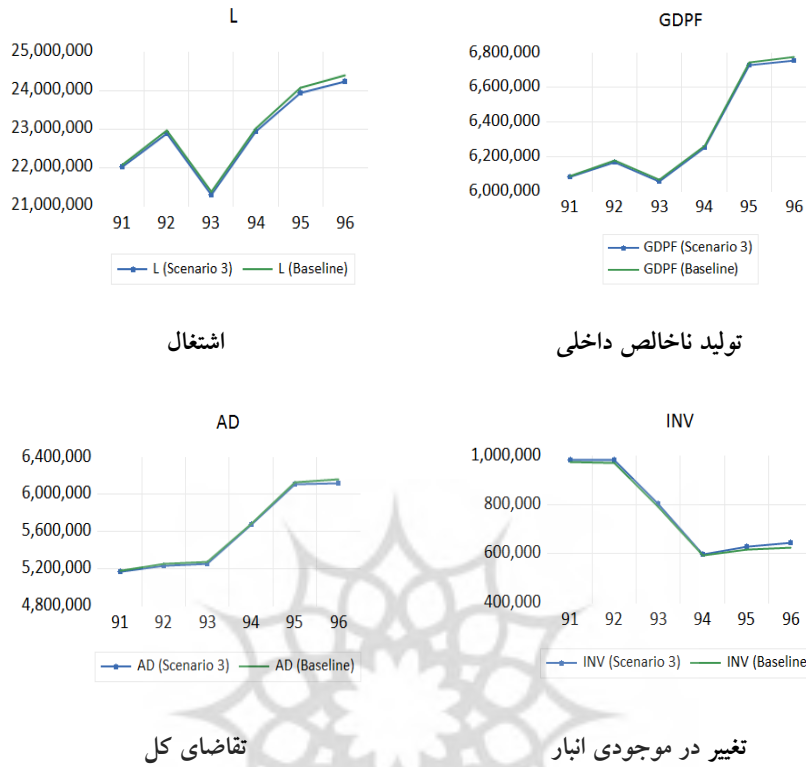 L
25,000,000
24,000,000
23,000,000
22,000,000
21,000,000
91 92 93 94 95 96
L (Scenario 3) L (Baseline)
اشتغال
GDPF
6,800,000
6,600,000
6,400,000
6,200,000
6,000,000
91 92 93 94 95 96
GDPF (Scenario 3)
GDPF (Baseline)
تولید ناخالص داخلی
AD
6,400,000
6,000,000
5,600,000
5,200,000
4,800,000
91 92 93 94 95 96
AD (Scenario 3) AD (Baseline)
تقاضای کل
INV
1,000,000
800,000
600,000
400,000
91 92 93 94 95 96
INV (Scenario 3) INV (Baseline
تغییر در موجودی انبار